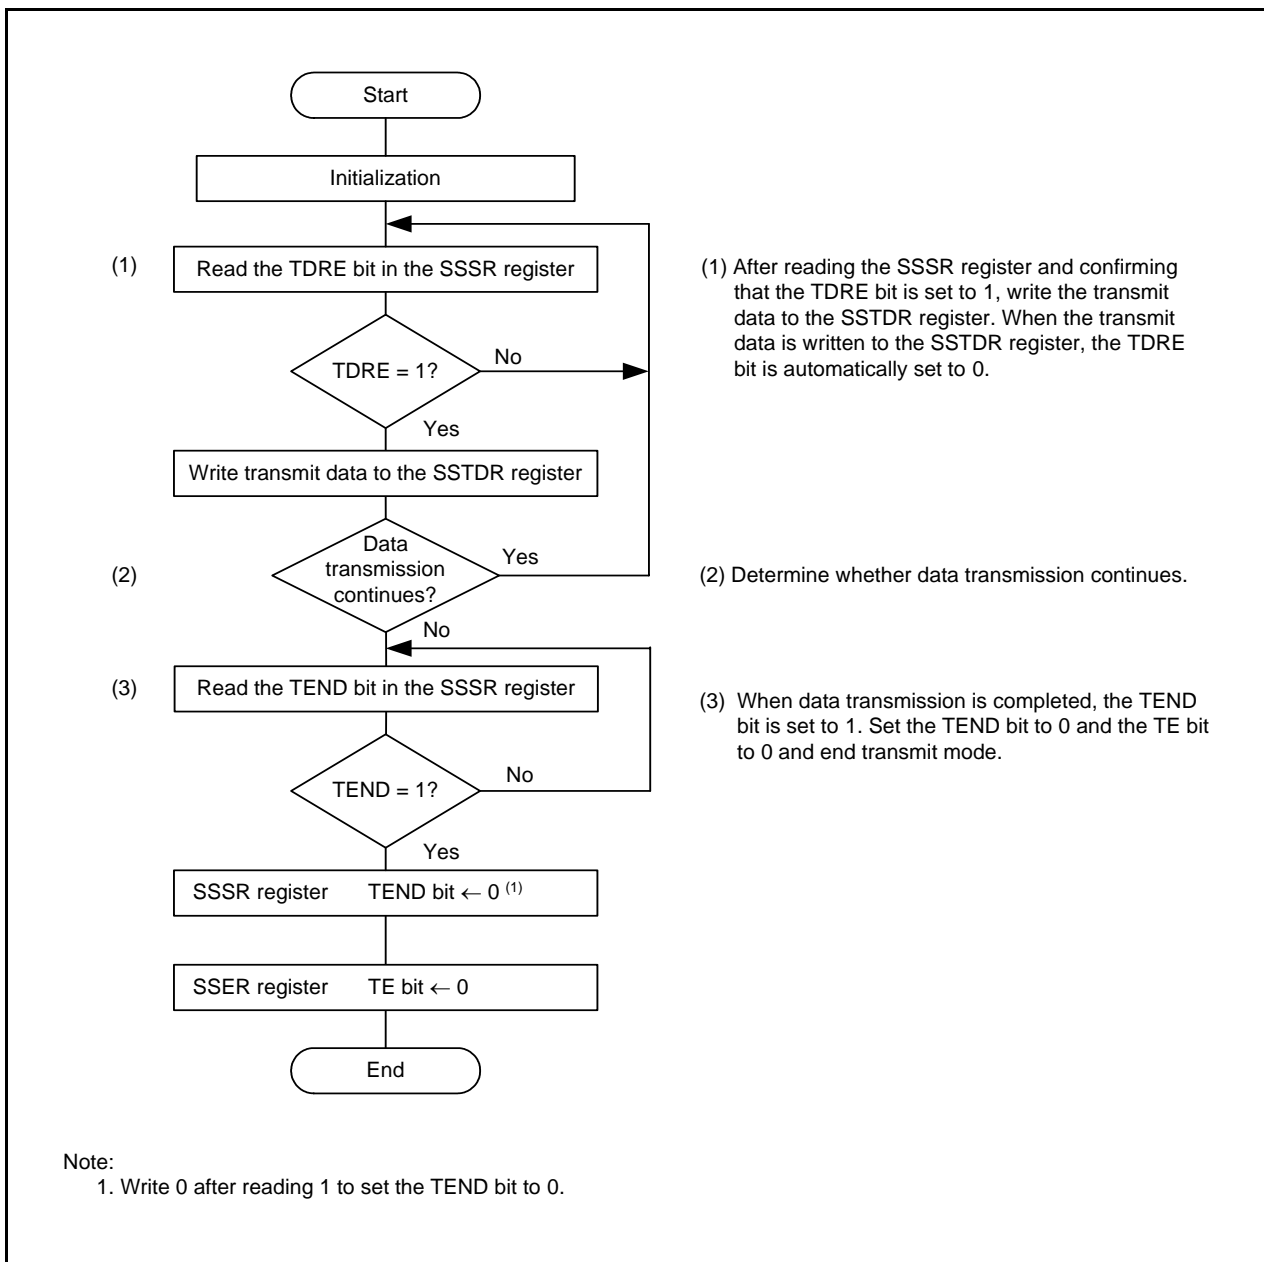 Start
Initialization
(1)
Read the TDRE bit in the SSSR register
TDRE = 1?
No
Yes
Write transmit data to the SSTDR register
(2)
Data
transmission
continues?
Yes
No
(3)
Read the TEND bit in the SSSR register
TEND = 1?
No
Yes
SSSR register TEND bit ← 0 (1)
SSER register TE bit ← 0
End
(1) After reading the SSSR register and confirming
that the TDRE bit is set to 1, write the transmit
data to the SSTDR register. When the transmit
data is written to the SSTDR register, the TDRE
bit is automatically set to 0.
(2) Determine whether data transmission continues.
(3) When data transmission is completed, the TEND
bit is set to 1. Set the TEND bit to 0 and the TE bit
to 0 and end transmit mode.
Note:
1. Write 0 after reading 1 to set the TEND bit to 0.